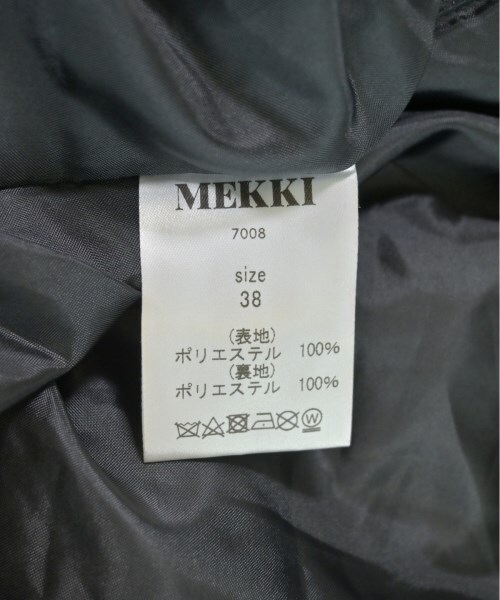 MEKKI
7008
size
38
(表地)
ポリエステル 100%
(裏地)
ポリエステル 100%
W